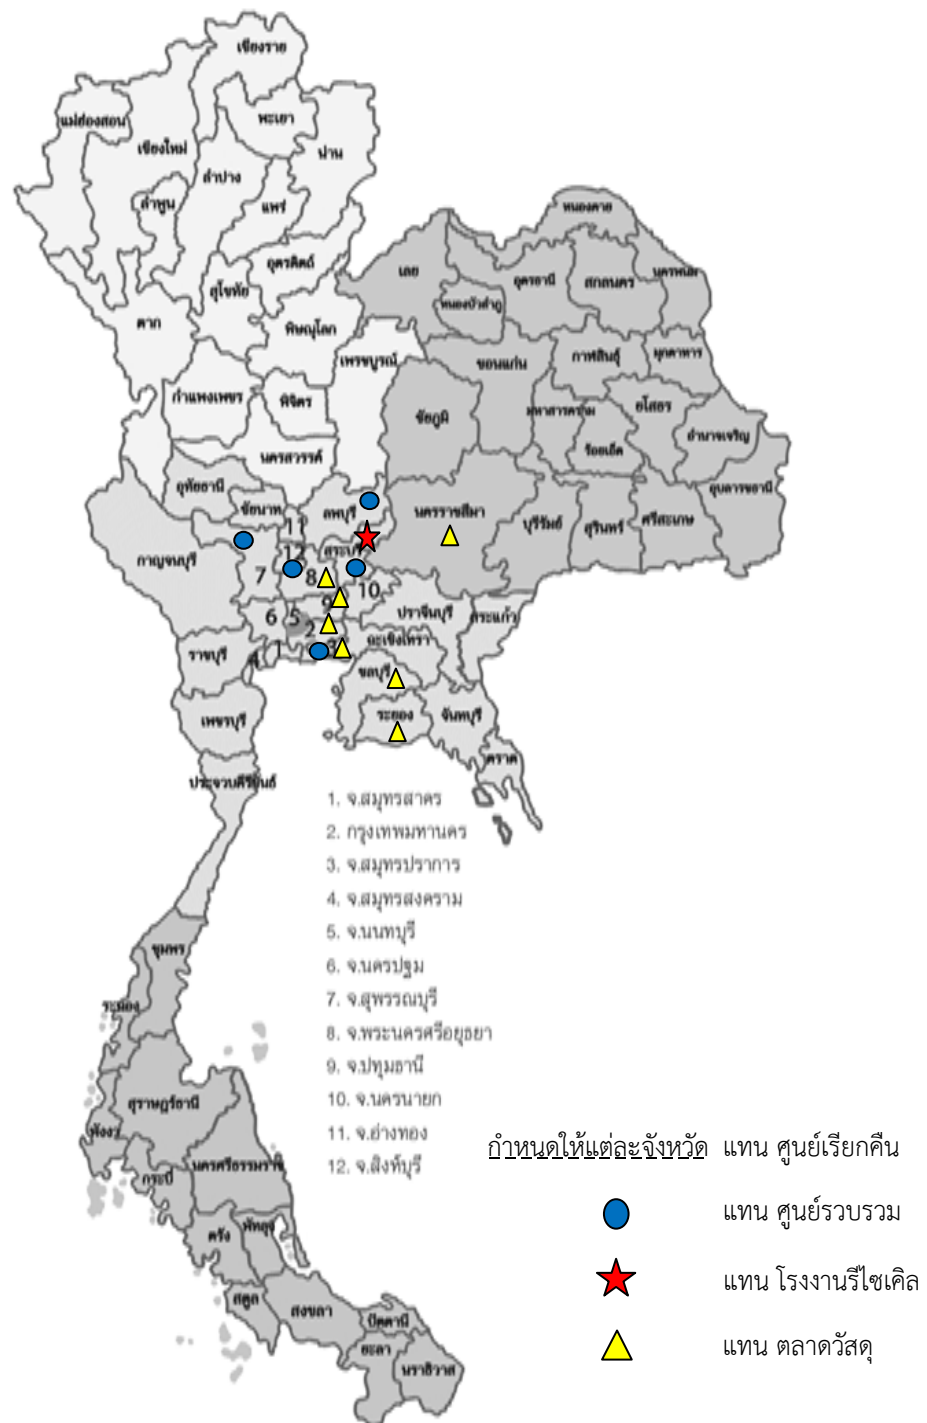 เชียงราย
แม่ฮ่องสอน
พะเยา
เชียงใหม่
น่าน
ลำปาง
ลำพูน
แพร่
หนองคาย
อุตรดิตถ์
เลย
อุดรธานี
สกลนคร
นครพนม
สุโขทัย
หนองบัวลำภู
ตาก
พิษณุโลก
เพชรบูรณ์
ขอนแก่น
กาฬสินธุ์
มุกดาหาร
กำแพงเพชร
พิจิตร
ชัยภูมิ
มหาสารคาม
ยโสธร
ร้อยเอ็ด
อำนาจเจริญ
นครสวรรค์
อุทัยธานี
ชัยนาท
ลพบุรี
นครราชสีมา
อุบลราชธานี
บุรีรัมย์
สุรินทร์
ศรีสะเกษ
11
12
สระบุรี
กาญจนบุรี
7
8
10
9
6
5
2
ปราจีนบุรี
สระแก้ว
ฉะเชิงเทรา
ราชบุรี
4
1
3
ชลบุรี
เพชรบุรี
ระยอง
จันทบุรี
ตราด
ประจวบคีรีขันธ์
1. จ.สมุทรสาคร
2. กรุงเทพมหานคร
3. จ.สมุทรปราการ
4. จ.สมุทรสงคราม
5. จ.นนทบุรี
6. จ.นครปฐม
7. จ.สุพรรณบุรี
8. จ.พระนครศรีอยุธยา
9. จ.ปทุมธานี
10. จ.นครนายก
11. จ.อ่างทอง
12. จ.สิงห์บุรี
ชุมพร
ระนอง
สุราษฎร์ธานี
พังงา
กระบี่
นครศรีธรรมราช
ตรัง
พัทลุง
สตูล
สงขลา
ปัตตานี
ยะลา
นราธิวาส
กำหนดให้แต่ละจังหวัด แทน ศูนย์เรียกคืน
แทน ศูนย์รวบรวม
แทน โรงงานรีไซเคิล
แทน ตลาดวัสดุ